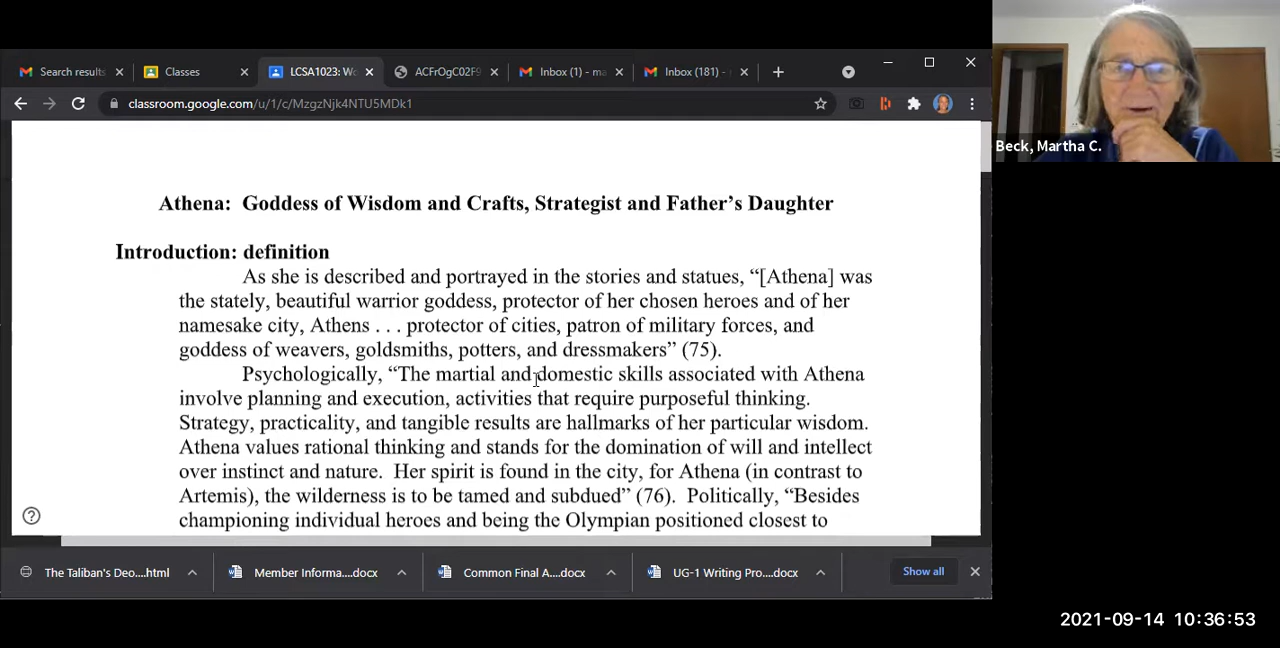 Search results
Classes
LCSA1023: Wo
ACFrOgC02F9
Inbox (1) - ma
Inbox (181) -
classroom.google.com/u/1/c/MzgzNjk4NTU5MDk1
Beck, Martha C.
Athena: Goddess of Wisdom and Crafts, Strategist and Father’s Daughter
Introduction: definition
As she is described and portrayed in the stories and statues, “[Athena] was
the stately, beautiful warrior goddess, protector of her chosen heroes and of her
namesake city, Athens . . . protector of cities, patron of military forces, and
goddess of weavers, goldsmiths, potters, and dressmakers” (75).
Psychologically, “The martial and domestic skills associated with Athena
involve planning and execution, activities that require purposeful thinking.
Strategy, practicality, and tangible results are hallmarks of her particular wisdom.
Athena values rational thinking and stands for the domination of will and intellect
over instinct and nature.  Her spirit is found in the city, for Athena (in contrast to
Artemis), the wilderness is to be tamed and subdued” (76).  Politically, “Besides
championing individual heroes and being the Olympian positioned closest to
The Taliban's Deo....html
Member Informa....docx
Common Final A....docx
UG-1 Writing Pro....docx
Show all
2021-09-14 10:36:53